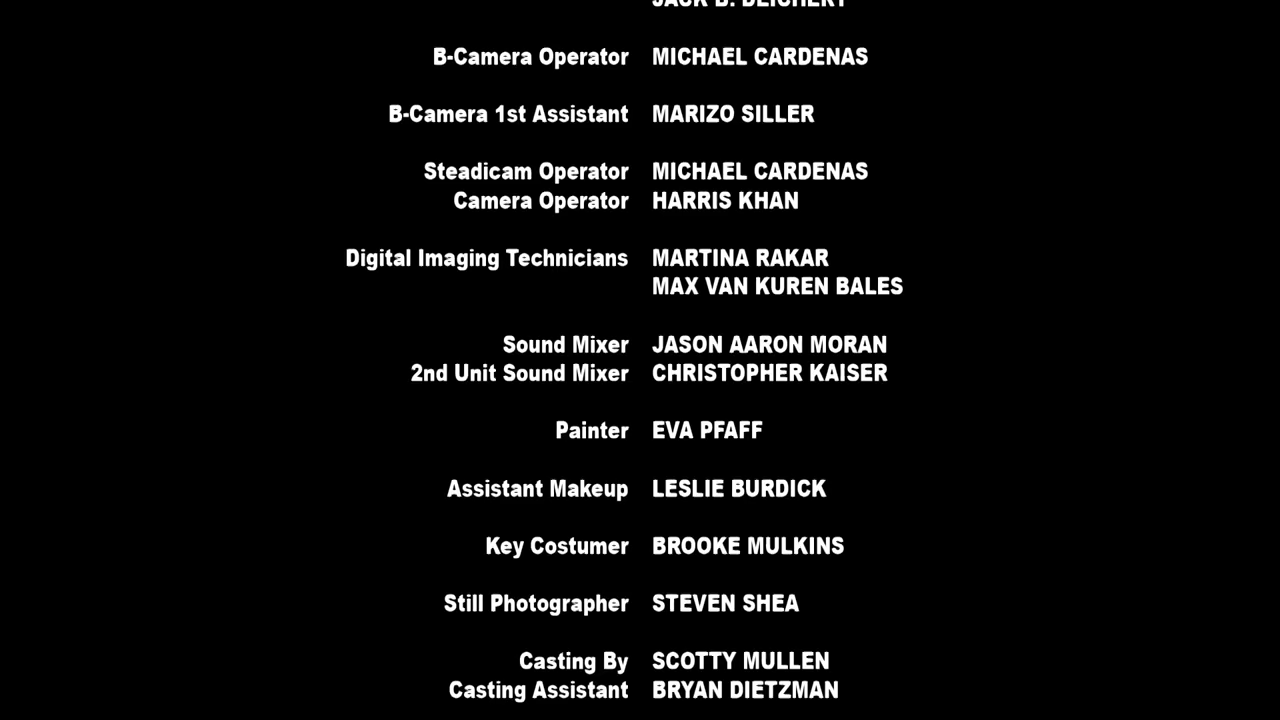 JACK B. DEICHERT
B-Camera Operator MICHAEL CARDENAS
B-Camera 1st Assistant MARIZO SILLER
Steadicam Operator MICHAEL CARDENAS
Camera Operator HARRIS KHAN
Digital Imaging Technicians MARTINA RAKAR
MAX VAN KUREN BALES
Sound Mixer JASON AARON MORAN
2nd Unit Sound Mixer CHRISTOPHER KAISER
Painter EVA PFAFF
Assistant Makeup LESLIE BURDICK
Key Costumer BROOKE MULKINS
Still Photographer STEVEN SHEA
Casting By SCOTTY MULLEN
Casting Assistant BRYAN DIETZMAN